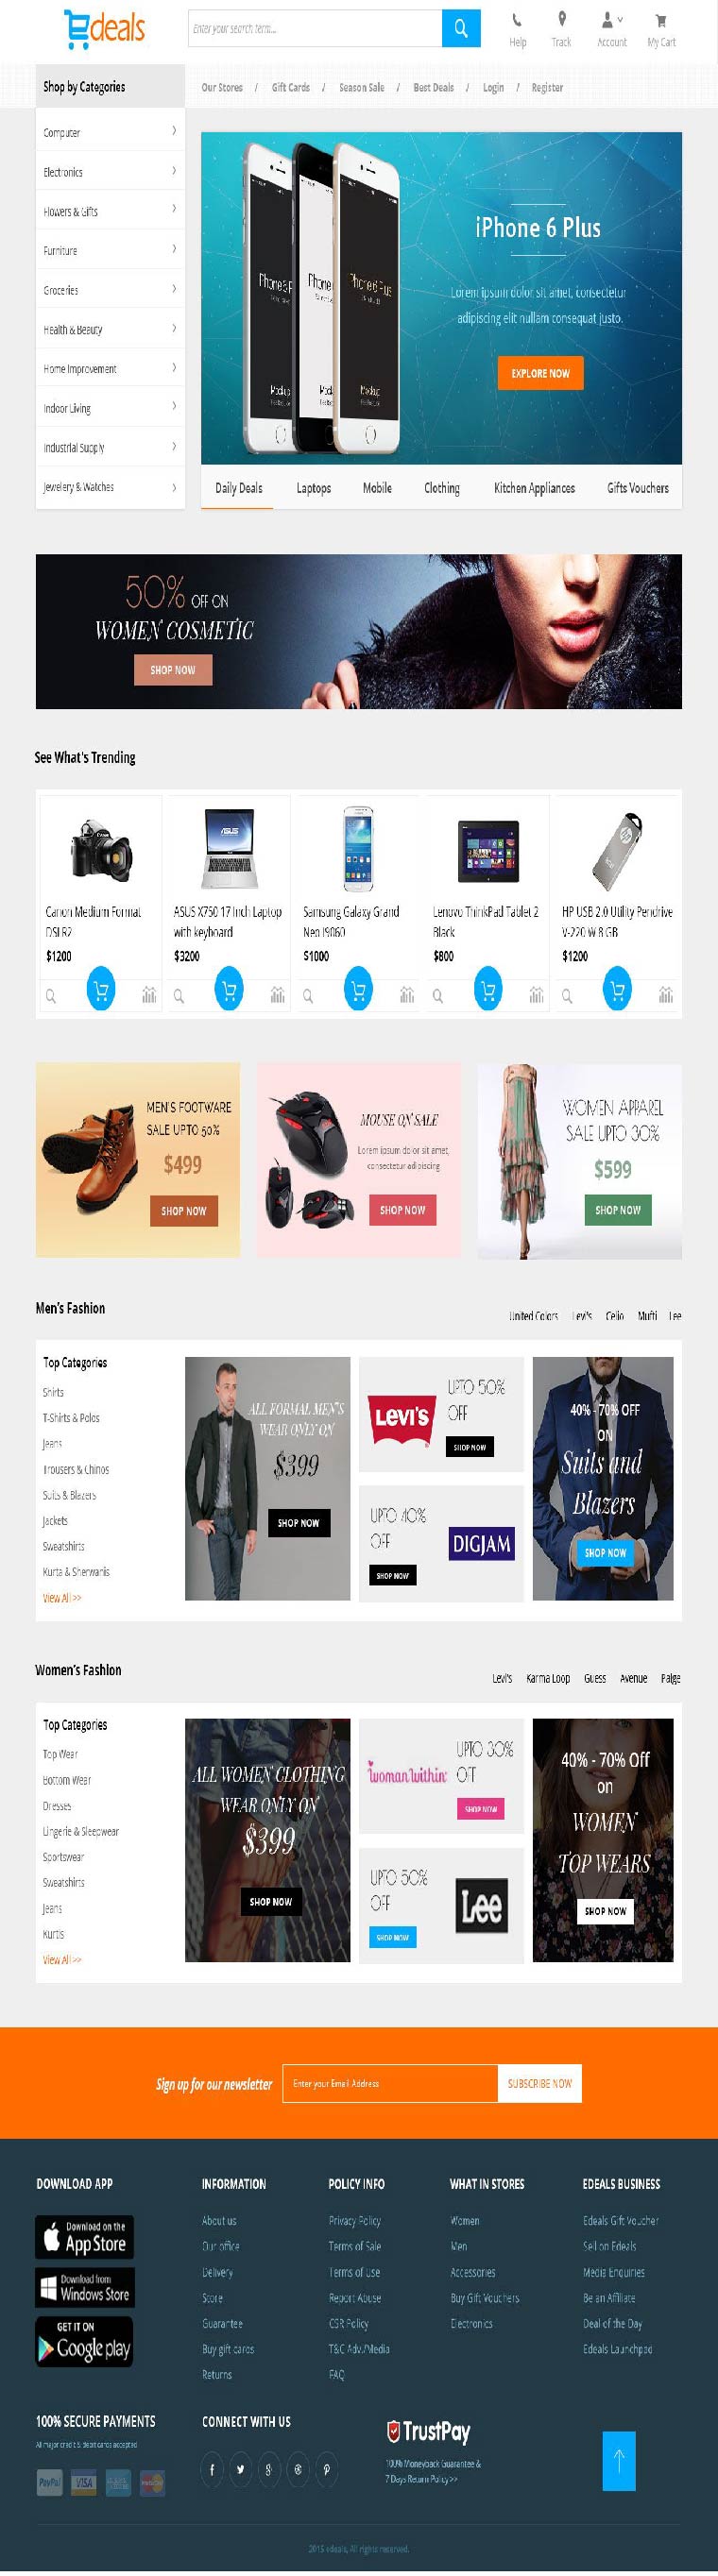 Edeals
Enter your search term...
Help Track Account My Cart
Shop by Categories
Our Stores / Gift Cards / Season Sale / Best Deals / Login / Register
Computer
Electronics
Flowers & Gifts
Furniture
Groceries
Health & Beauty
Home Improvement
Indoor Living
Industrial Supply
Jewelery & Watches
iPhone 6 Plus
Lorem ipsum dolor sit amet, consectetur
adipiscing elit nullam consequat justo.
EXPLORE NOW
Daily Deals Laptops Mobile Clothing Kitchen Appliances Gifts Vouchers
50% OFF ON
WOMEN COSMETIC
SHOP NOW
See What's Trending
Canon Medium Format
DSLR2
$1200
ASUS X750 17 Inch Laptop
with keyboard
$3200
Samsung Galaxy Grand
Neo I9060
$1000
Lenovo ThinkPad Tablet 2
Black
$800
HP USB 2.0 Utility Pendrive
V-220 W 8 GB
$1200
MEN'S FOOTWARE
SALE UPTO 50%
$499
SHOP NOW
MOUSE ON SALE
Lorem ipsum dolor sit amet,
consectetur adipiscing
SHOP NOW
WOMEN APPAREL
SALE UPTO 30%
$599
SHOP NOW
Men's Fashion
United Colors Levi's Celio Mufti Lee
Top Categories
Shirts
T-Shirts & Polos
Jeans
Trousers & Chinos
Suits & Blazers
Jackets
Sweatshirts
Kurta & Sherwanis
View All >>
ALL FORMAL MEN'S
WEAR ONLY ON
$399
SHOP NOW
LEVI'S
UPTO 50%
OFF
SHOP NOW
UPTO 40%
OFF
DIGJAM
SHOP NOW
40% - 70% OFF
ON
Suits and
Blazers
SHOP NOW
Women's Fashion
Levi's Karma Loop Guess Avenue Paige
Top Categories
Top Wear
Bottom Wear
Dresses
Lingerie & Sleepwear
Sportswear
Sweatshirts
Jeans
Kurtis
View All >>
ALL WOMEN CLOTHING
WEAR ONLY ON
$399
SHOP NOW
woman within
UPTO 30%
OFF
SHOP NOW
UPTO 50%
OFF
Lee
SHOP NOW
40% - 70% Off
on
WOMEN
TOP WEARS
SHOP NOW
Sign up for our newsletter
Enter your Email Address
SUBSCRIBE NOW
DOWNLOAD APP
Download on the
App Store
Download from
Windows Store
GET IT ON
Google play
INFORMATION
About us
Our office
Delivery
Store
Guarantee
Buy gift cards
Returns
POLICY INFO
Privacy Policy
Terms of Sale
Terms of Use
Report Abuse
CSR Policy
T&C Adv./Media
FAQ
WHAT IN STORES
Women
Men
Accessories
Buy Gift Vouchers
Electronics
EDEALS BUSINESS
Edeals Gift Voucher
Sell on Edeals
Media Enquiries
Be an Affiliate
Deal of the Day
Edeals Launchpad
100% SECURE PAYMENTS
All major credit & debit cards accepted
PayPal VISA
CONNECT WITH US
TrustPay
100% Moneyback Guarantee &
7 Days Return Policy >>
2015 edeals, All rights reserved.